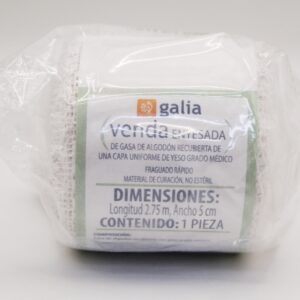 galia
venda ENYESADA
DE GASA DE ALGODÓN RECUBIERTA DE
UNA CAPA UNIFORME DE YESO GRADO MÉDICO
FRAGUADO RÁPIDO
MATERIAL DE CURACIÓN, NO ESTÉRIL
DIMENSIONES:
Longitud 2.75 m, Ancho 5 cm
CONTENIDO: 1 PIEZA